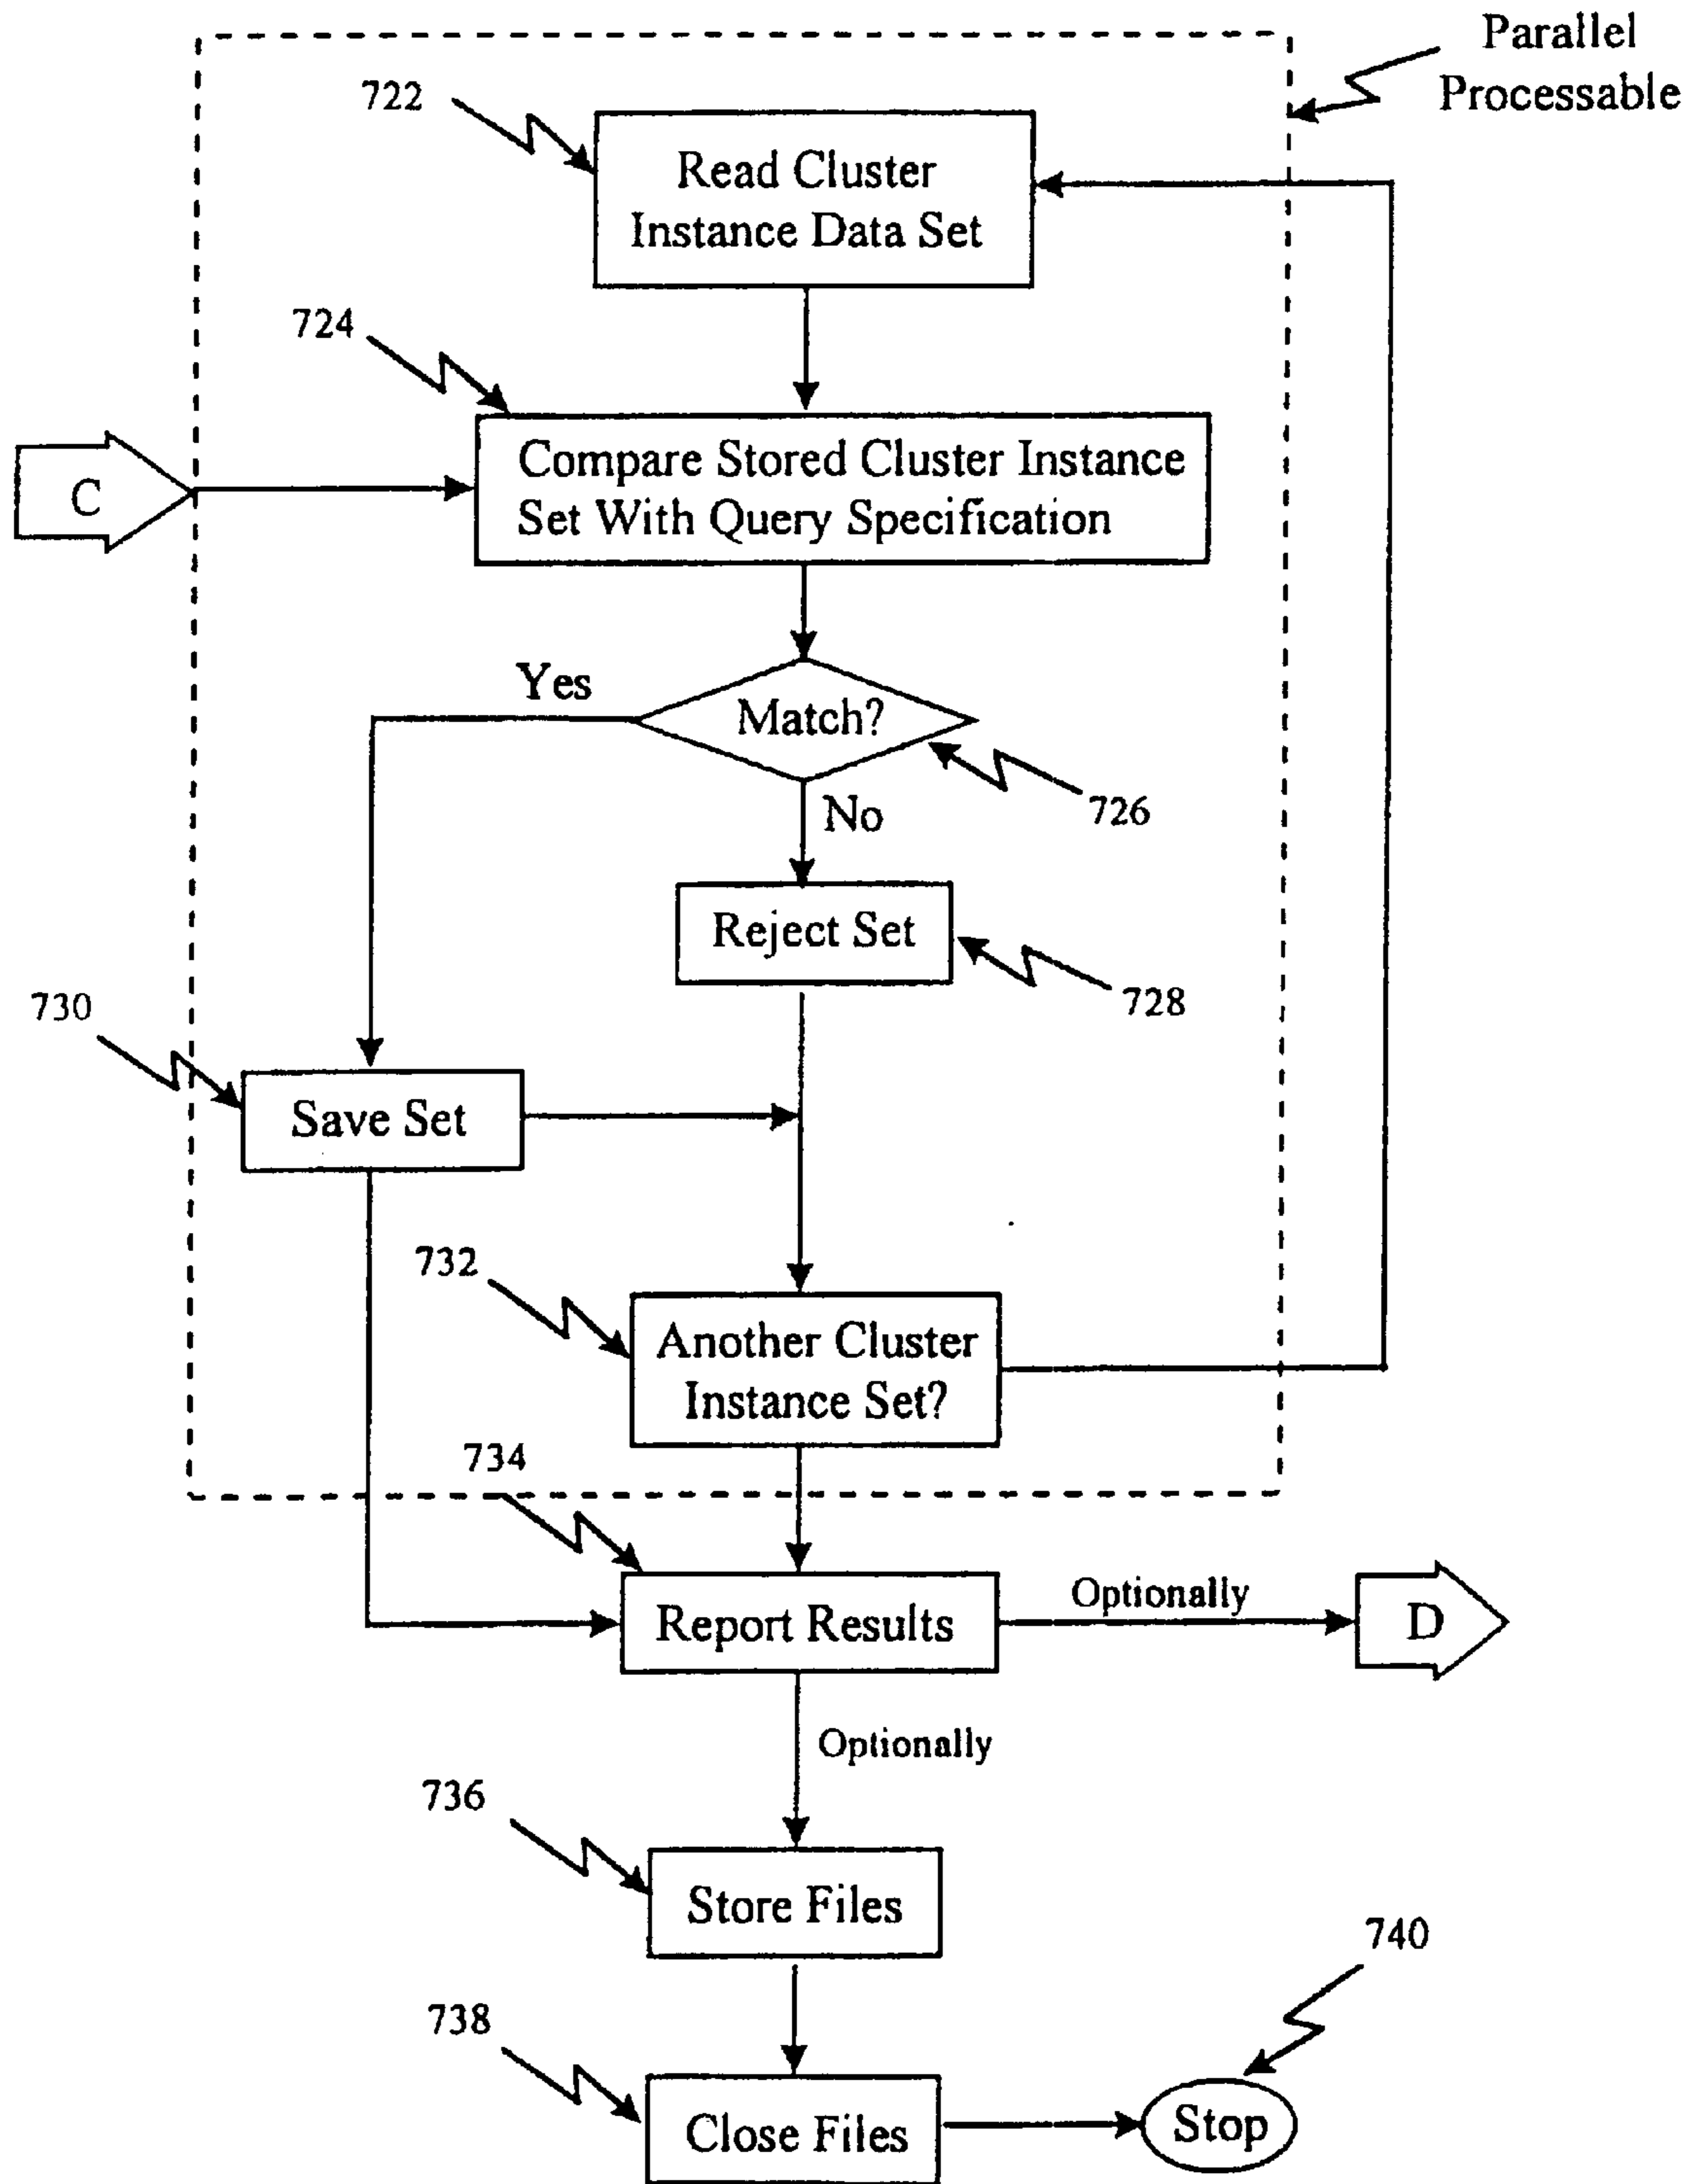 Parallel
Processable
722
Read Cluster
Instance Data Set
724
C
Compare Stored Cluster Instance
Set With Query Specification
Yes
Match?
726
No
Reject Set
728
730
Save Set
732
Another Cluster
Instance Set?
734
Report Results
Optionally
D
Optionally
736
Store Files
740
738
Close Files
Stop